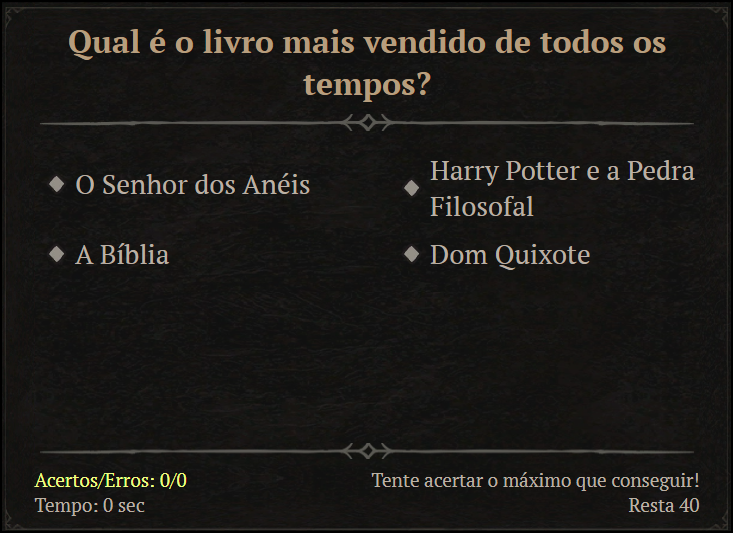 Qual é o livro mais vendido de todos os
tempos?
O Senhor dos Anéis
Harry Potter e a Pedra
Filosofal
A Bíblia
Dom Quixote
Acertos/Erros: 0/0
Tente acertar o máximo que conseguir!
Tempo: 0 sec
Resta 40